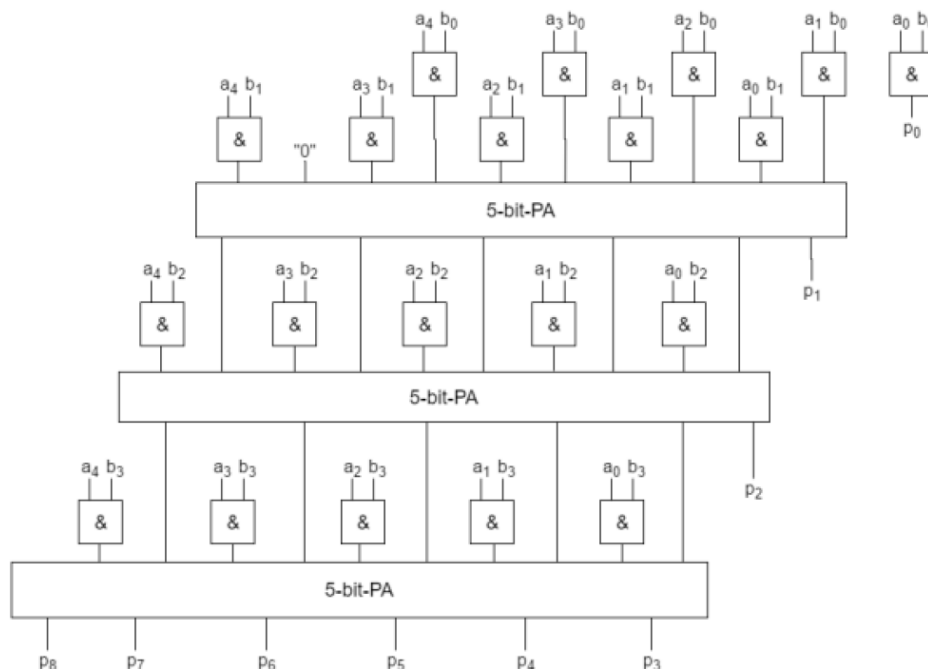 a₄ b₀ a₃ b₀ a₂ b₀ a₁ b₀ a₀
& & & & &
a₄ b₁ a₃ b₁ a₂ b₁ a₁ b₁ a₀ b₁
p₀
& "0" & & & &
5-bit-PA
a₄ b₂ a₃ b₂ a₂ b₂ a₁ b₂ a₀ b₂
p₁
& & & & &
5-bit-PA
a₄ b₃ a₃ b₃ a₂ b₃ a₁ b₃ a₀ b₃
p₂
& & & & &
5-bit-PA
p₈ p₇ p₆ p₅ p₄ p₃